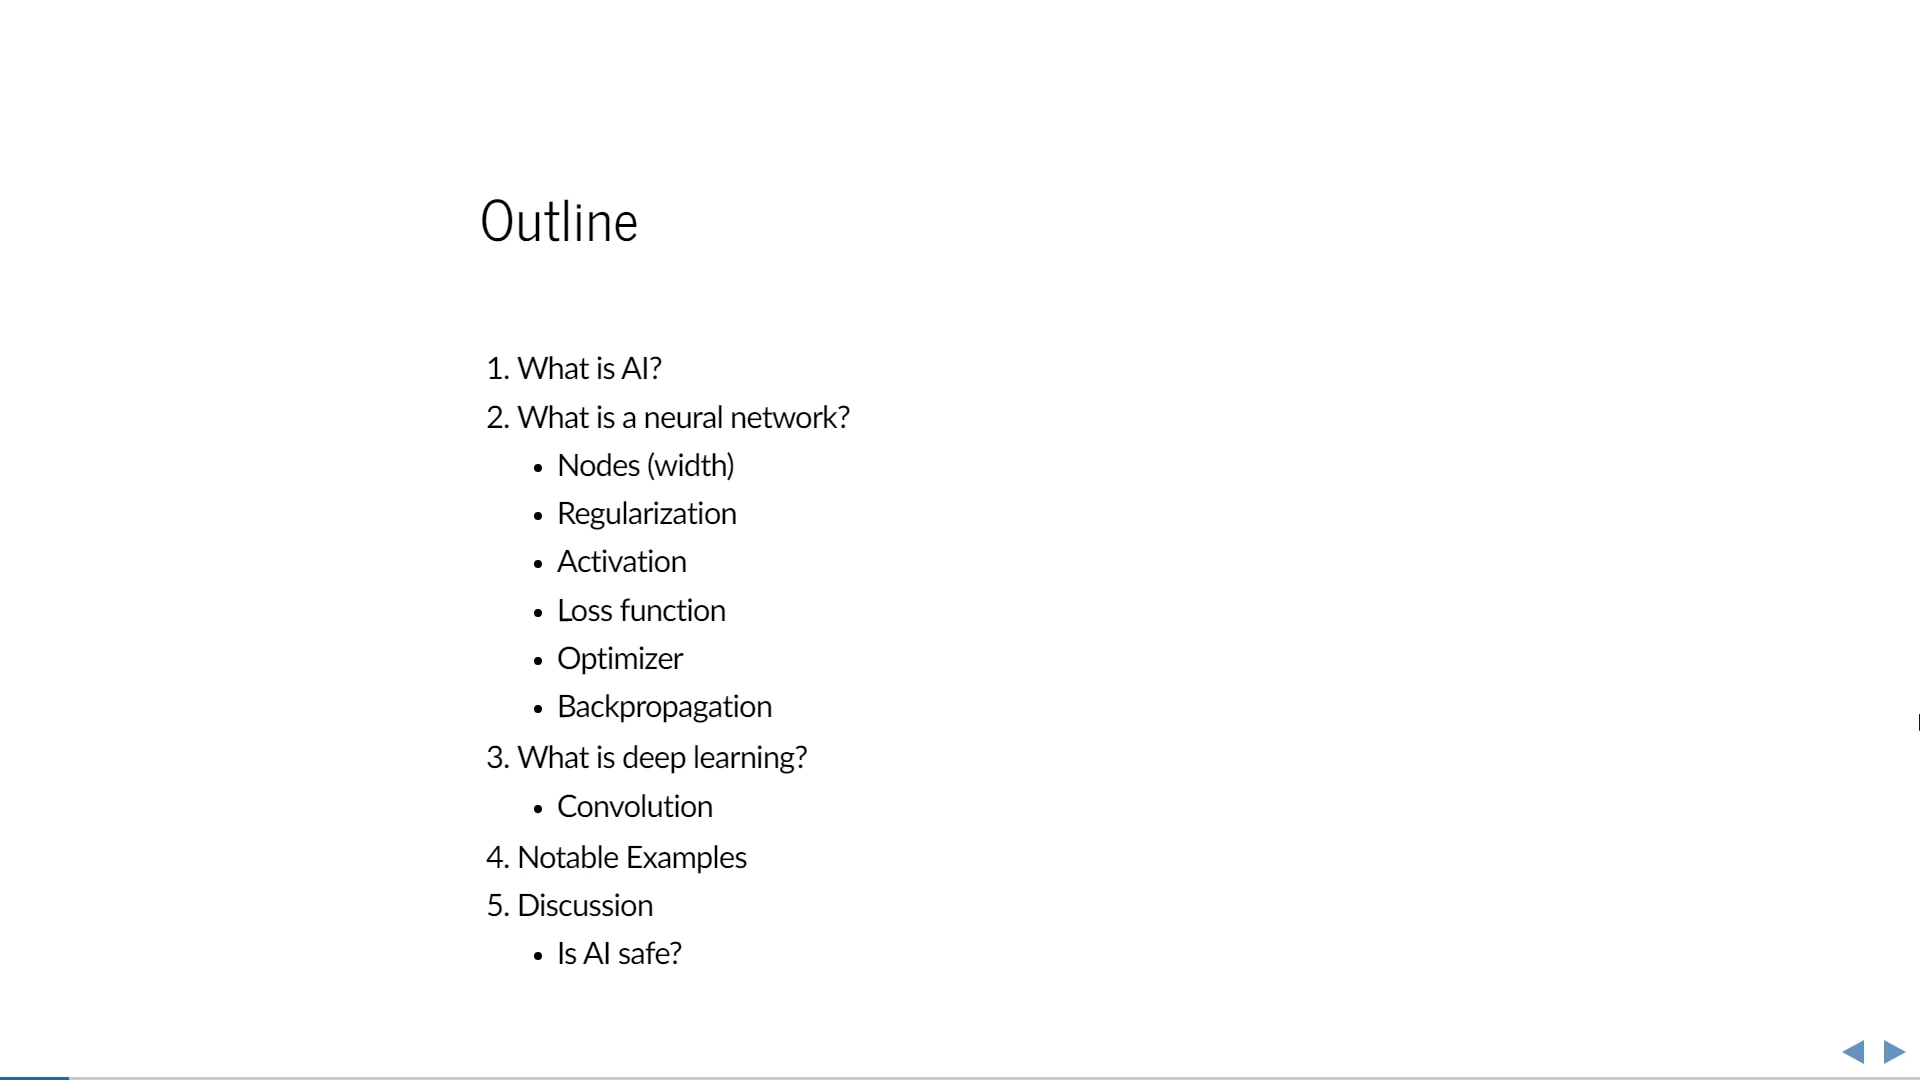 Outline
1. What is AI?
2. What is a neural network?
• Nodes (width)
• Regularization
• Activation
• Loss function
• Optimizer
• Backpropagation
3. What is deep learning?
• Convolution
4. Notable Examples
5. Discussion
• Is AI safe?